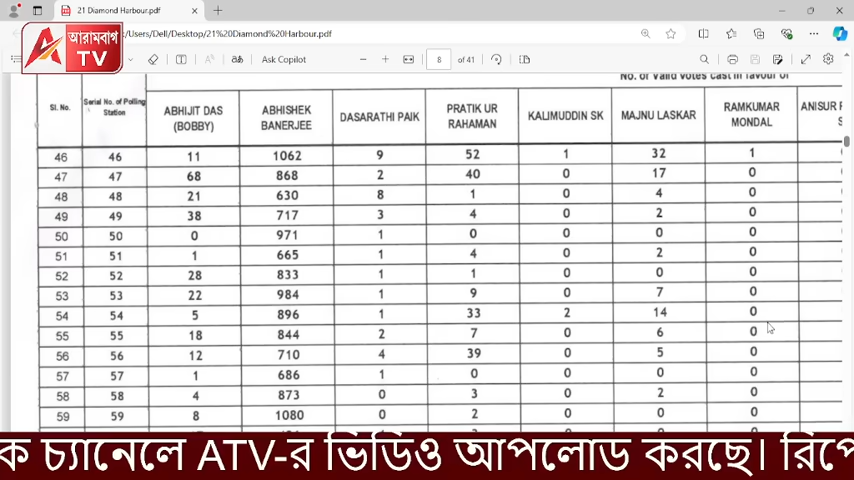 21 Diamond Harbour.pdf
আরামবাগ
TV
/Users/Dell/Desktop/21%20Diamond%20Harbour.pdf
Ask Copilot
8 of 41
No. of Valid Votes Cast in favour of
Sl. No. Serial No. of Polling Station ABHIJIT DAS (BOBBY) ABHISHEK BANERJEE DASARATHI PAIK PRATIK UR RAHAMAN KALIMUDDIN SK MAJNU LASKAR RAMKUMAR MONDAL ANISUR
46 46 11 1062 9 52 1 32 1
47 47 68 868 2 40 0 17 0
48 48 21 630 8 1 0 4 0
49 49 38 717 3 4 0 2 0
50 50 0 971 1 0 0 0 0
51 51 1 665 1 4 0 2 0
52 52 28 833 1 1 0 0 0
53 53 22 984 1 9 0 7 0
54 54 5 896 1 33 2 14 0
55 55 18 844 2 7 0 6 0
56 56 12 710 4 39 0 5 0
57 57 1 686 1 0 0 0 0
58 58 4 873 0 3 0 2 0
59 59 8 1080 0 2 0 0 0
ক চ্যানেলে ATV-র ভিডিও আপলোড করছে। রিপে